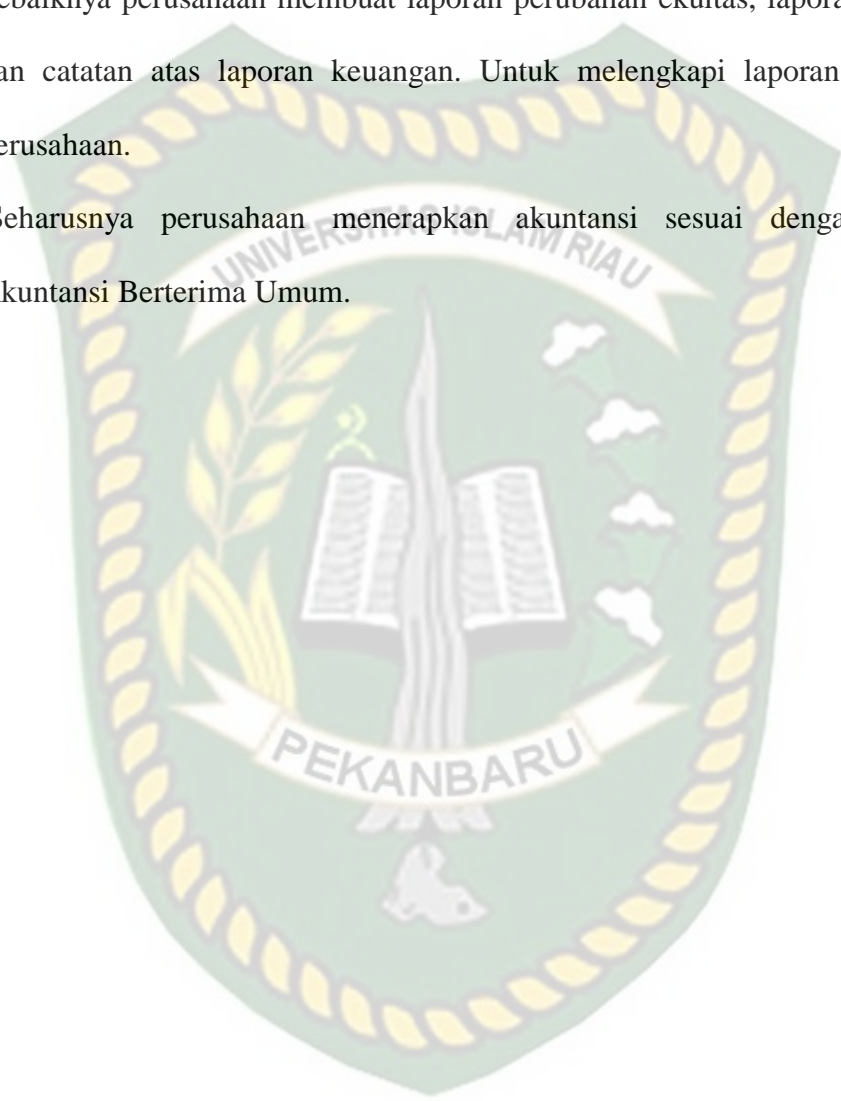 ebaiknya perusahaan membuat laporan perubahan ekuitas, lapora
an catatan atas laporan keuangan. Untuk melengkapi laporan
erusahaan.
Seharusnya perusahaan menerapkan akuntansi sesuai denga
kuntansi Berterima Umum.
UNIVERSITAS ISLAM RIAU
PEKANBARU